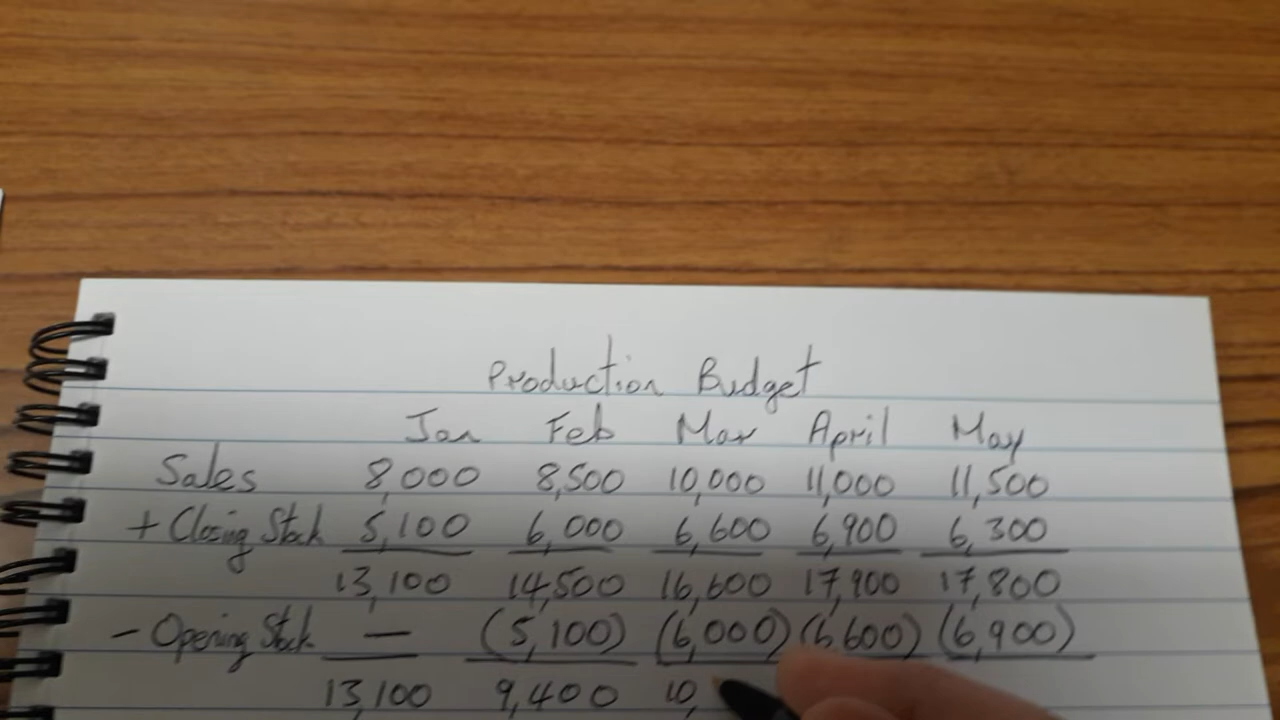 Production Budget
Jan Feb Mar April May
Sales 8,000 8,500 10,000 11,000 11,500
+ Closing Stock 5,100 6,000 6,600 6,900 6,300
13,100 14,500 16,600 17,900 17,800
- Opening Stock — (5,100) (6,000) (6,600) (6,900)
13,100 9,400 10,